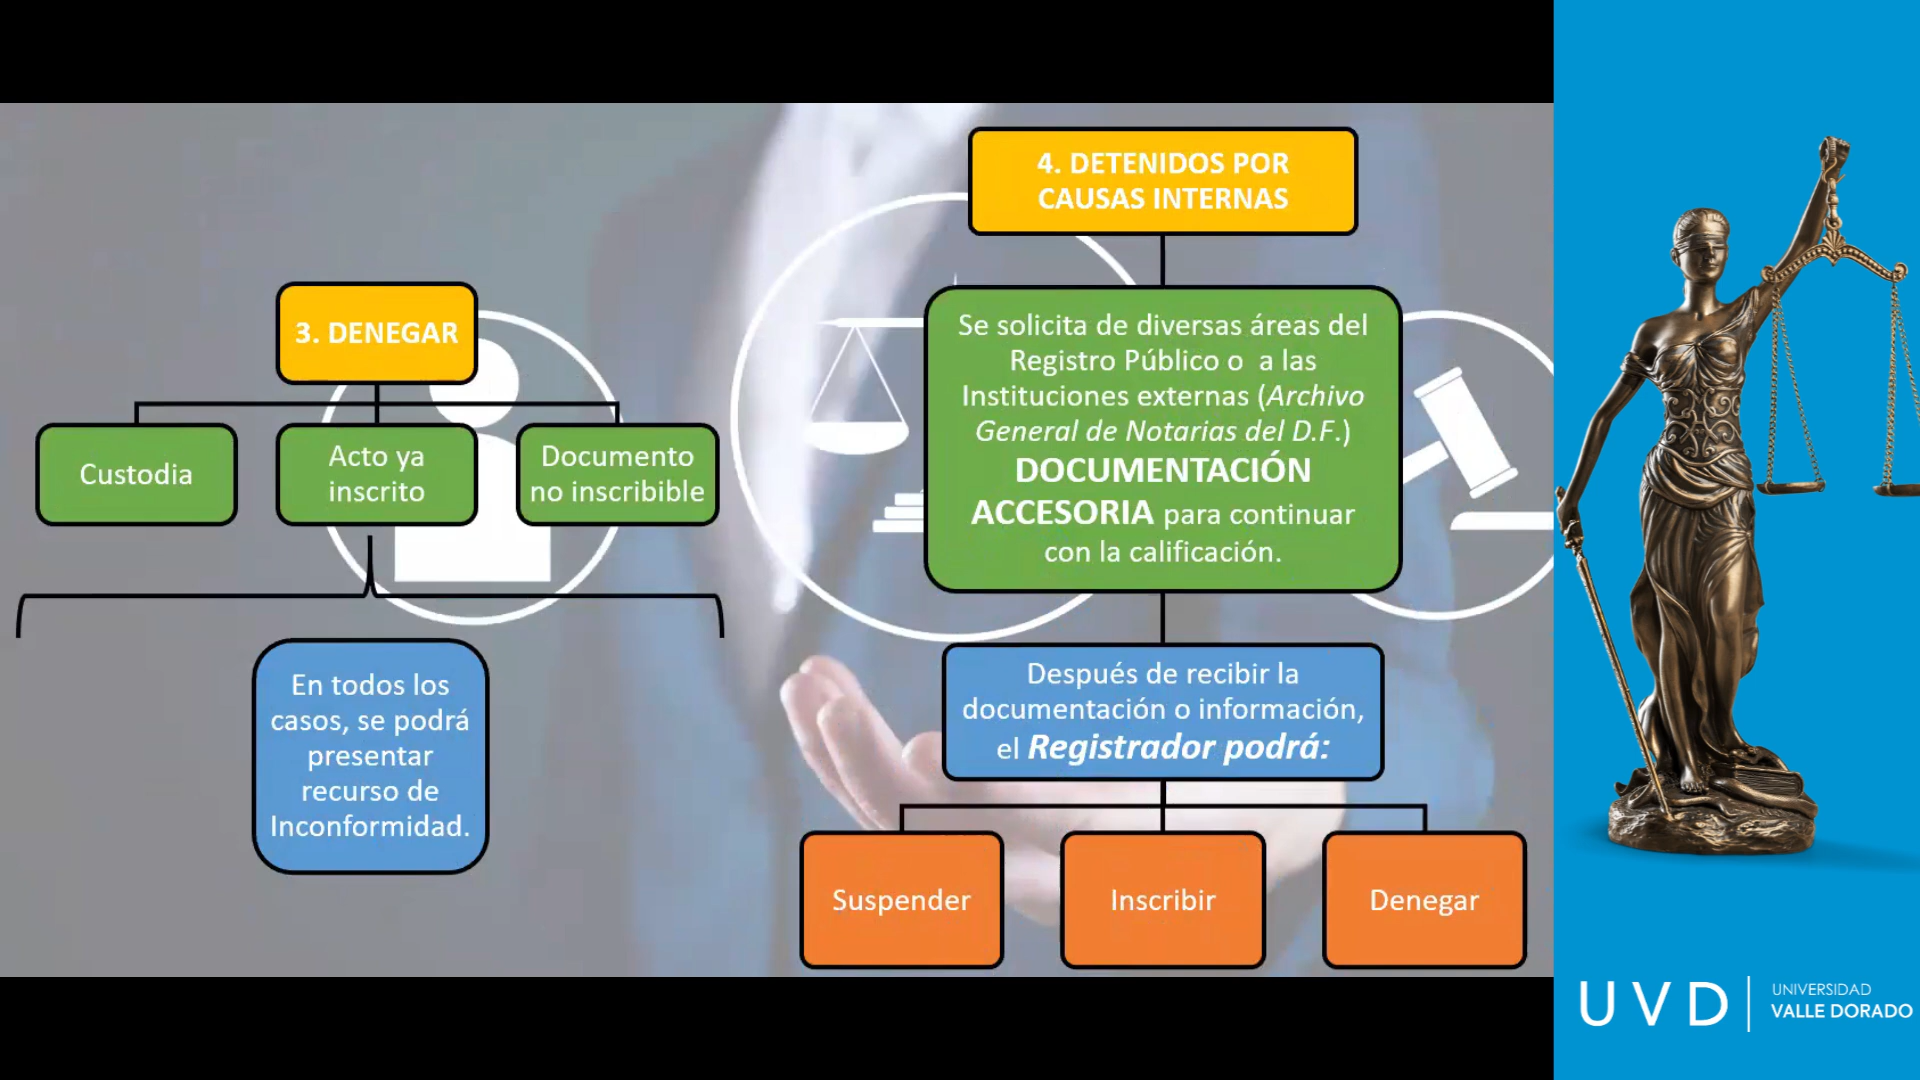 3. DENEGAR
Custodia
Acto ya
inscrito
Documento
no inscribible
En todos los
casos, se podrá
presentar
recurso de
Inconformidad.
4. DETENIDOS POR
CAUSAS INTERNAS
Se solicita de diversas áreas del
Registro Público o a las
Instituciones externas (Archivo
General de Notarias del D.F.)
DOCUMENTACIÓN
ACCESORIA para continuar
con la calificación.
Después de recibir la
documentación o información,
el Registrador podrá:
Suspender
Inscribir
Denegar
UVD
UNIVERSIDAD
VALLE DORADO